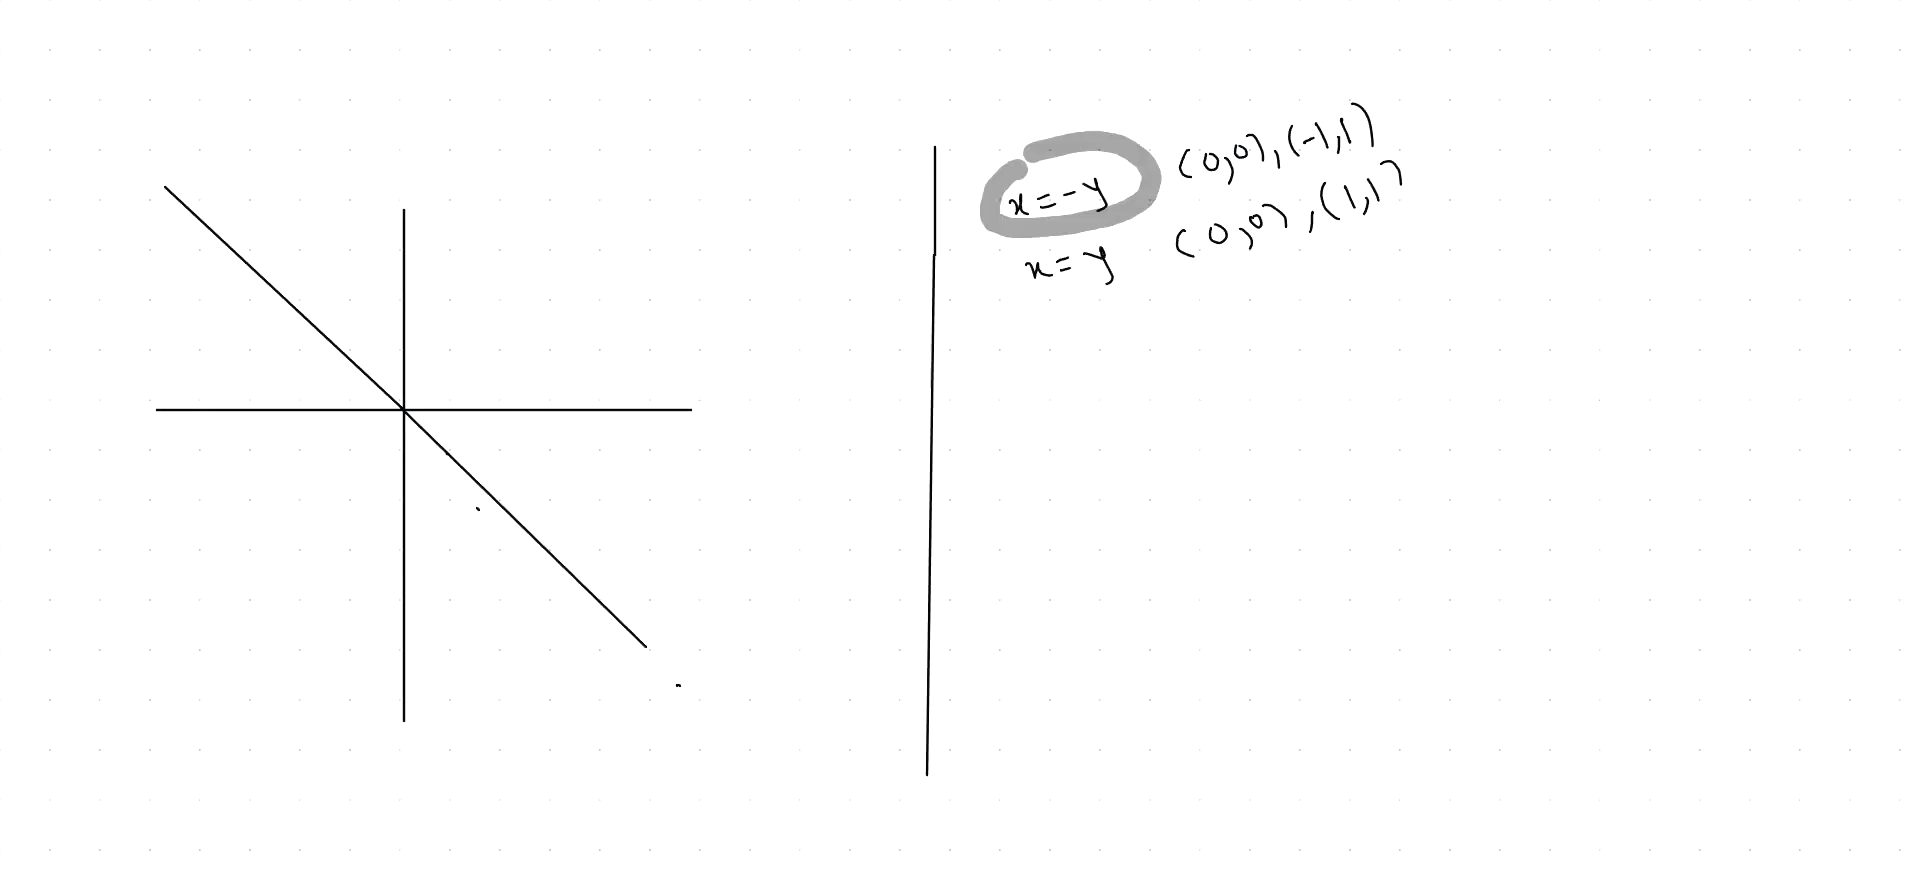 x = -y (0,0), (-1,1)
x = y (0,0), (1,1)